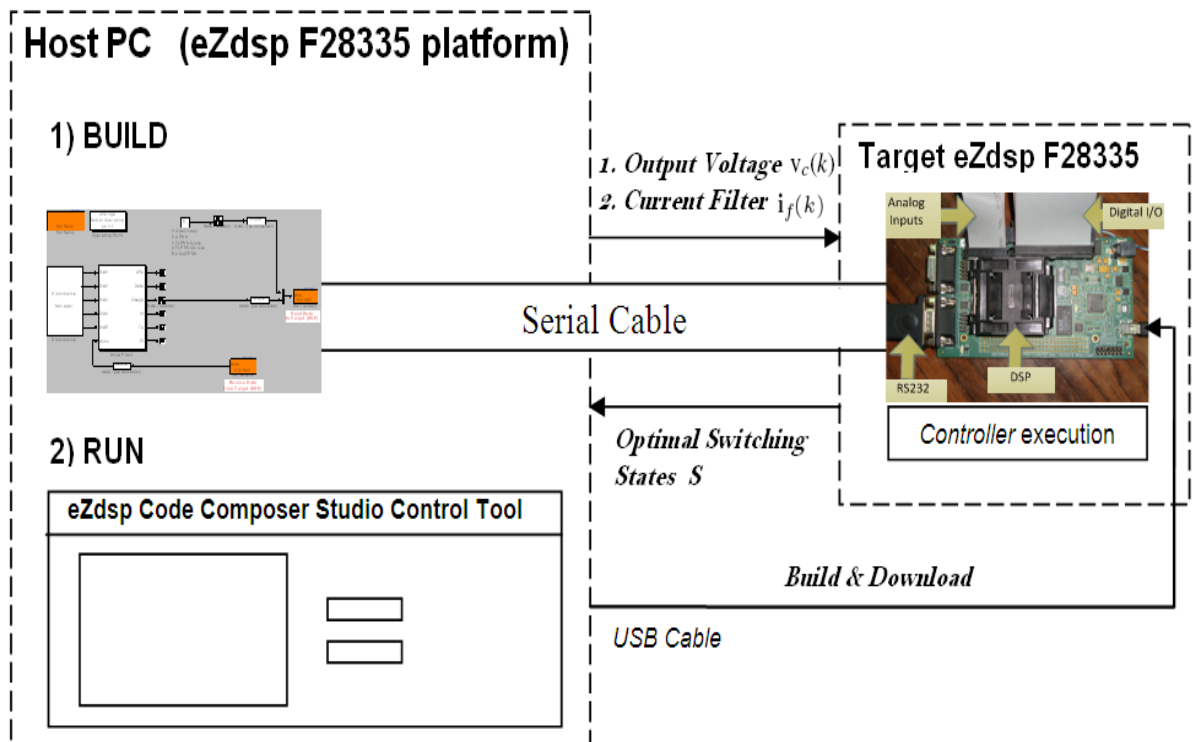 Host PC (eZdsp F28335 platform)
1) BUILD
1. Output Voltage v_c(k)
2. Current Filter i_f(k)
Target eZdsp F28335
Analog
Inputs
Digital I/O
Serial Cable
RS232
DSP
Controller execution
Optimal Switching
States S
2) RUN
eZdsp Code Composer Studio Control Tool
Build & Download
USB Cable